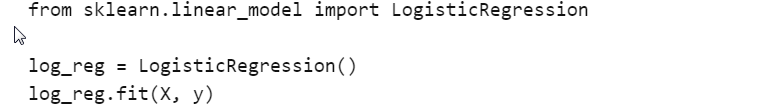 from sklearn.linear_model import LogisticRegression
log_reg = LogisticRegression()
log_reg.fit(X, y)